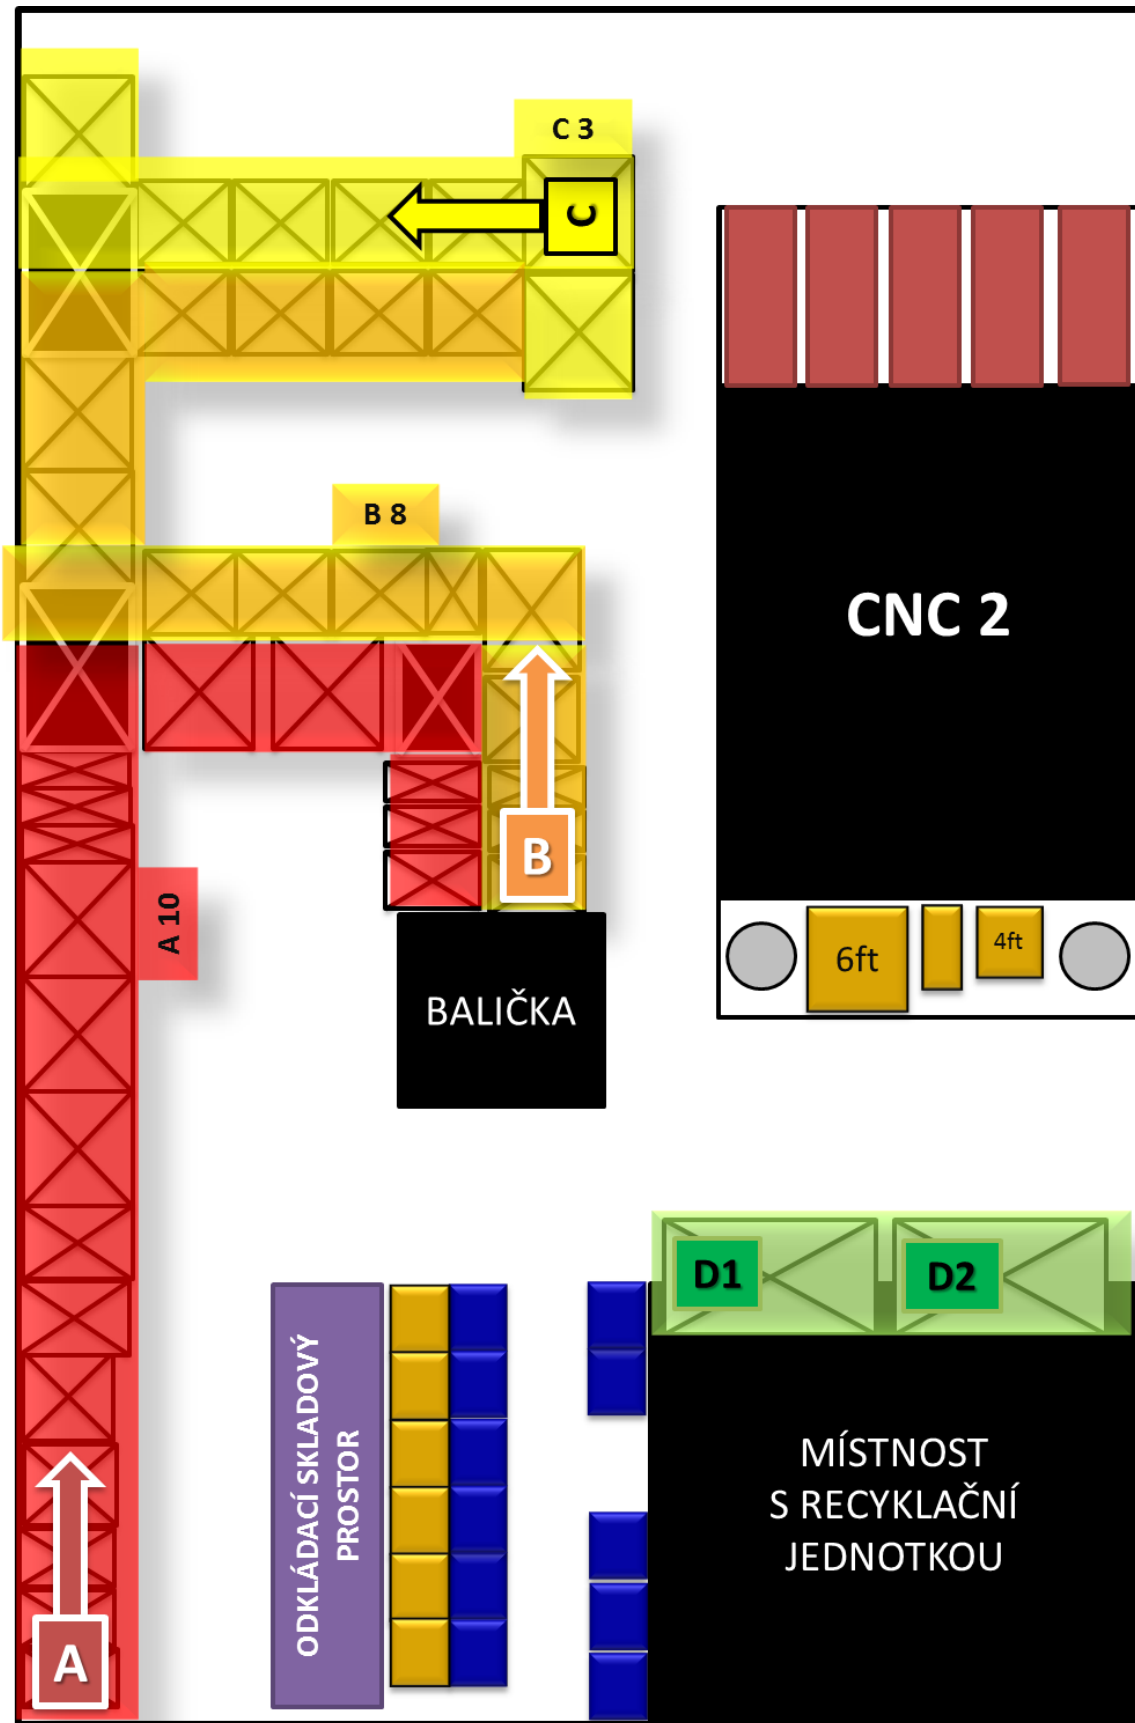 C 3
C
B 8
CNC 2
B
A 10
6ft
4ft
BALIČKA
D1
D2
ODKLÁDACÍ SKLADOVÝ
PROSTOR
MÍSTNOST
S RECYKLAČNÍ
JEDNOTKOU
A